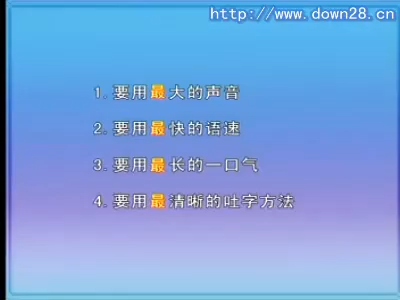 http://www.down28.cn
1.要用最大的声音
2.要用最快的语速
3.要用最长的一口气
4.要用最清晰的吐字方法